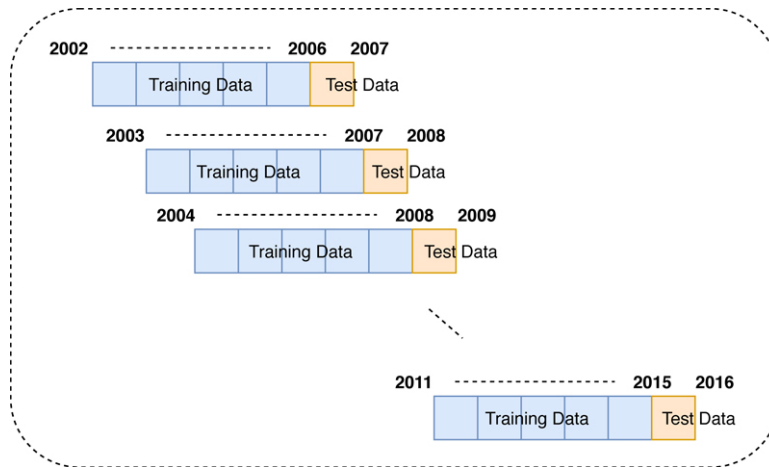 2002 2006 2007
Training Data Test Data
2003 2007 2008
Training Data Test Data
2004 2008 2009
Training Data Test Data
2011 2015 2016
Training Data Test Data